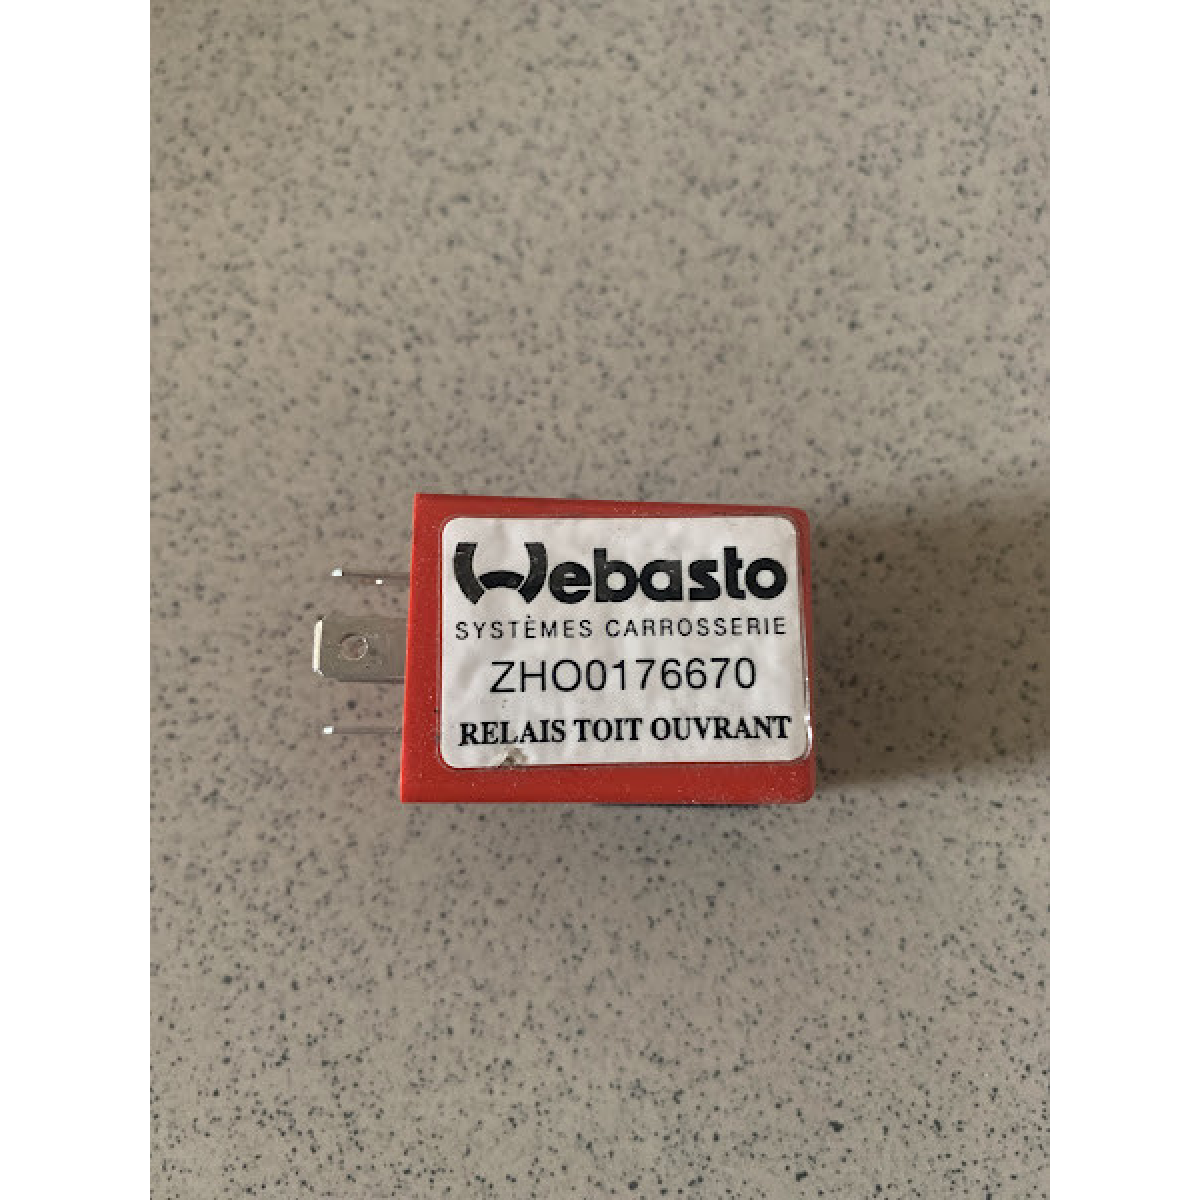 Webasto
SYSTÈMES CARROSSERIE
ZHO0176670
RELAIS TOIT OUVRANT